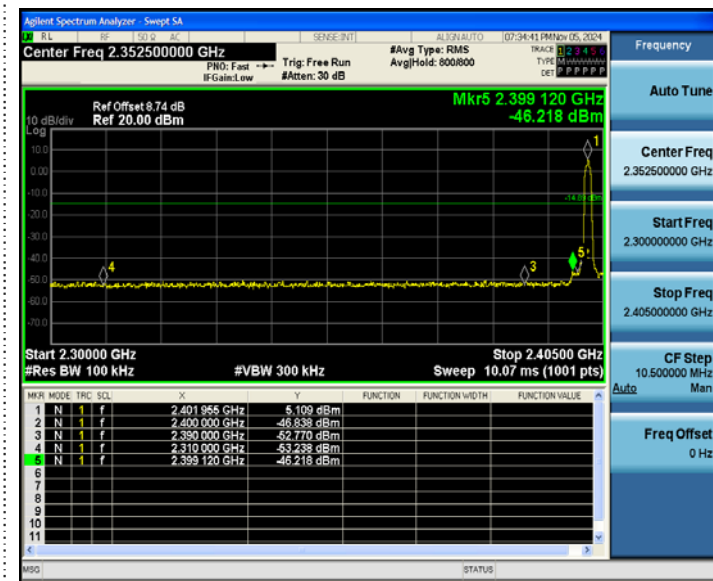 Agilent Spectrum Analyzer - Swept SA
RL RF 50 Ω AC SENSE:INT ALIGN AUTO 07:34:41 PM Nov 05, 2024
Center Freq 2.352500000 GHz
PNO: Fast
IFGain:Low
Trig: Free Run
#Atten: 30 dB
#Avg Type: RMS
Avg|Hold: 800/800
TRACE 1 2 3 4 5 6
TYPE M
DET P P P P P P
Ref Offset 8.74 dB
10 dB/div Ref 20.00 dBm
Log
Mkr5 2.399 120 GHz
-46.218 dBm
10.0
0.00
-10.0
-20.0
-30.0
-40.0
-50.0
-60.0
-70.0
1
4
3
5
Start 2.30000 GHz Stop 2.40500 GHz
#Res BW 100 kHz #VBW 300 kHz Sweep 10.07 ms (1001 pts)
MKR MODE TRC SCL X Y FUNCTION FUNCTION WIDTH FUNCTION VALUE
1 N 1 f 2.401 955 GHz 5.109 dBm
2 N 1 f 2.400 000 GHz -46.838 dBm
3 N 1 f 2.390 000 GHz -52.770 dBm
4 N 1 f 2.310 000 GHz -53.238 dBm
5 N 1 f 2.399 120 GHz -46.218 dBm
6
7
8
9
10
11
MSG STATUS
Frequency
Auto Tune
Center Freq
2.352500000 GHz
Start Freq
2.300000000 GHz
Stop Freq
2.405000000 GHz
CF Step
10.500000 MHz
Auto Man
Freq Offset
0 Hz